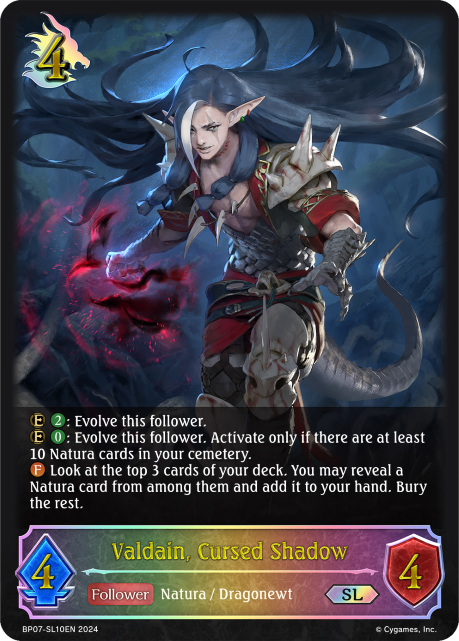 4
E 2: Evolve this follower.
E 0: Evolve this follower. Activate only if there are at least
10 Natura cards in your cemetery.
F Look at the top 3 cards of your deck. You may reveal a
Natura card from among them and add it to your hand. Bury
the rest.
Valdain, Cursed Shadow
4
Follower Natura / Dragonewt SL
4
BP07-SL10EN 2024 © Cygames, Inc.